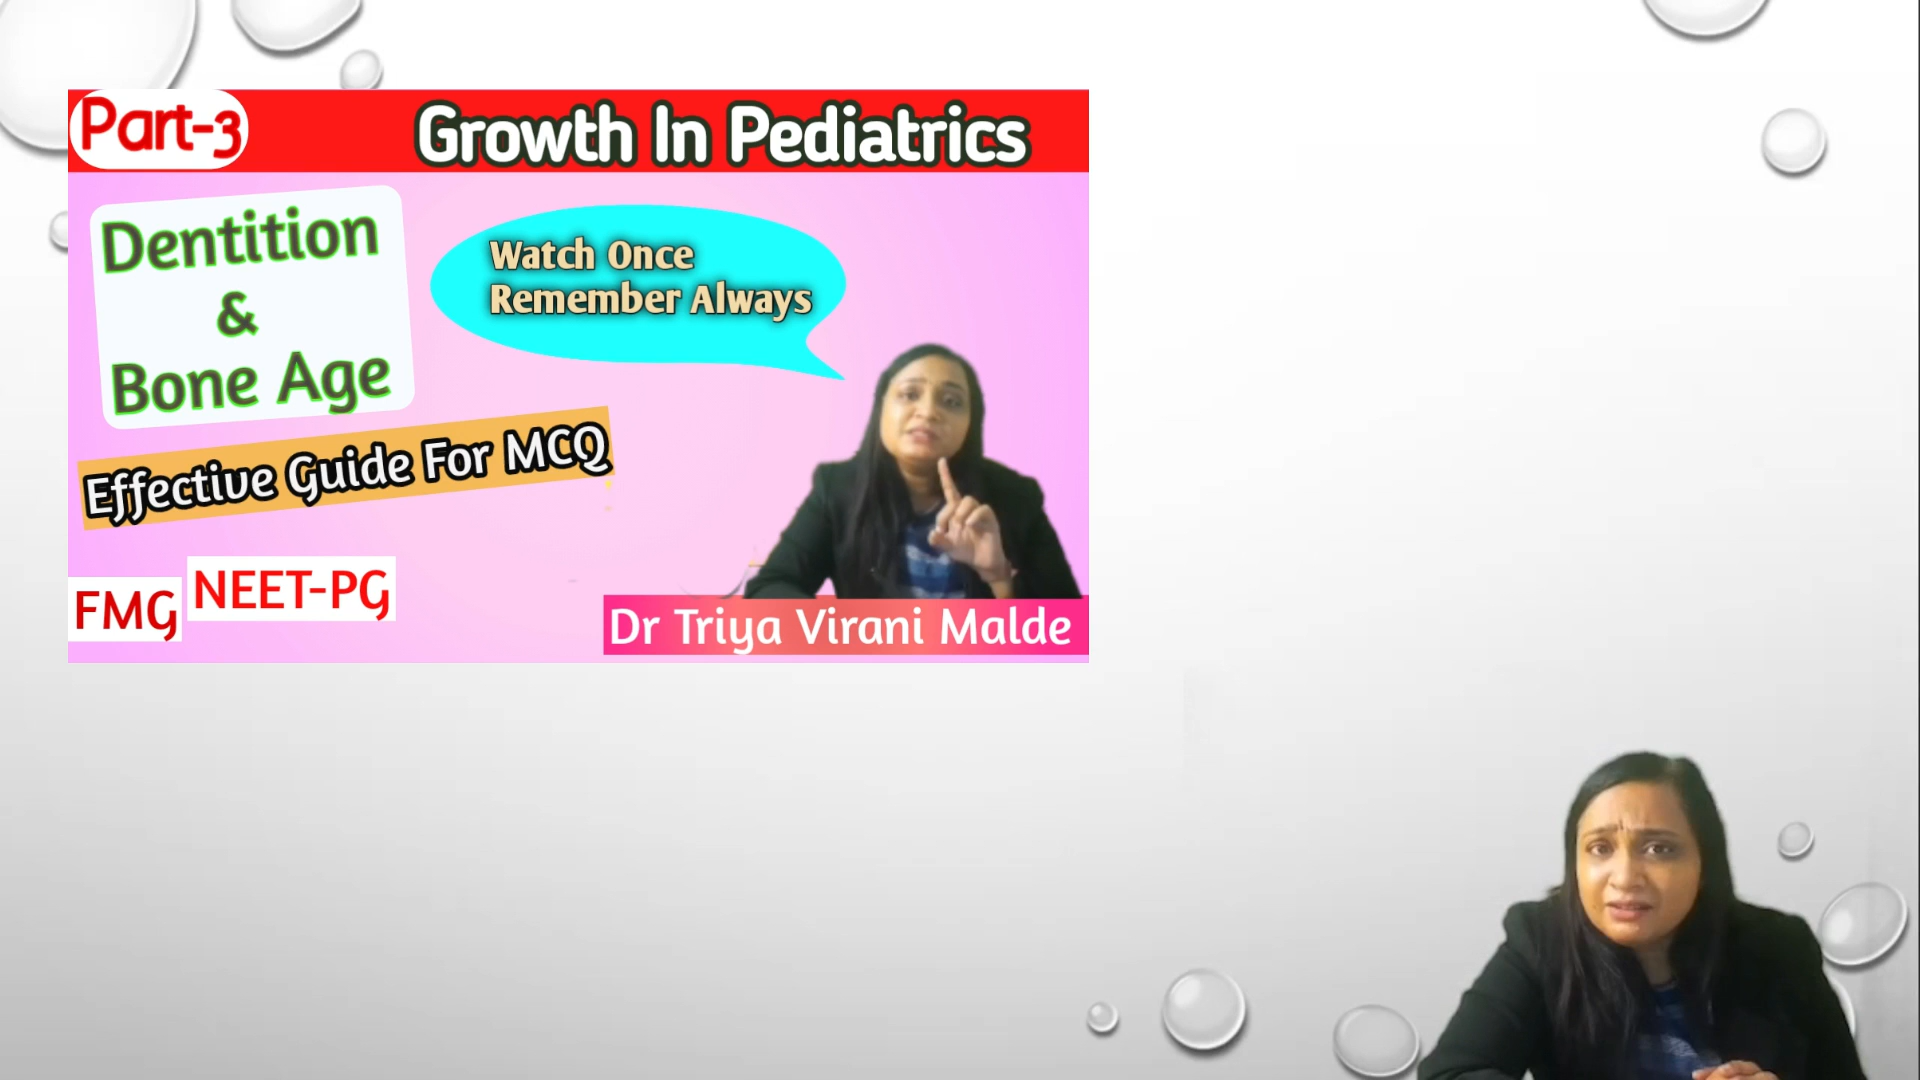 Part-3
Growth In Pediatrics
Dentition
&
Bone Age
Watch Once
Remember Always
Effective Guide For MCQ
FMG
NEET-PG
Dr Triya Virani Malde